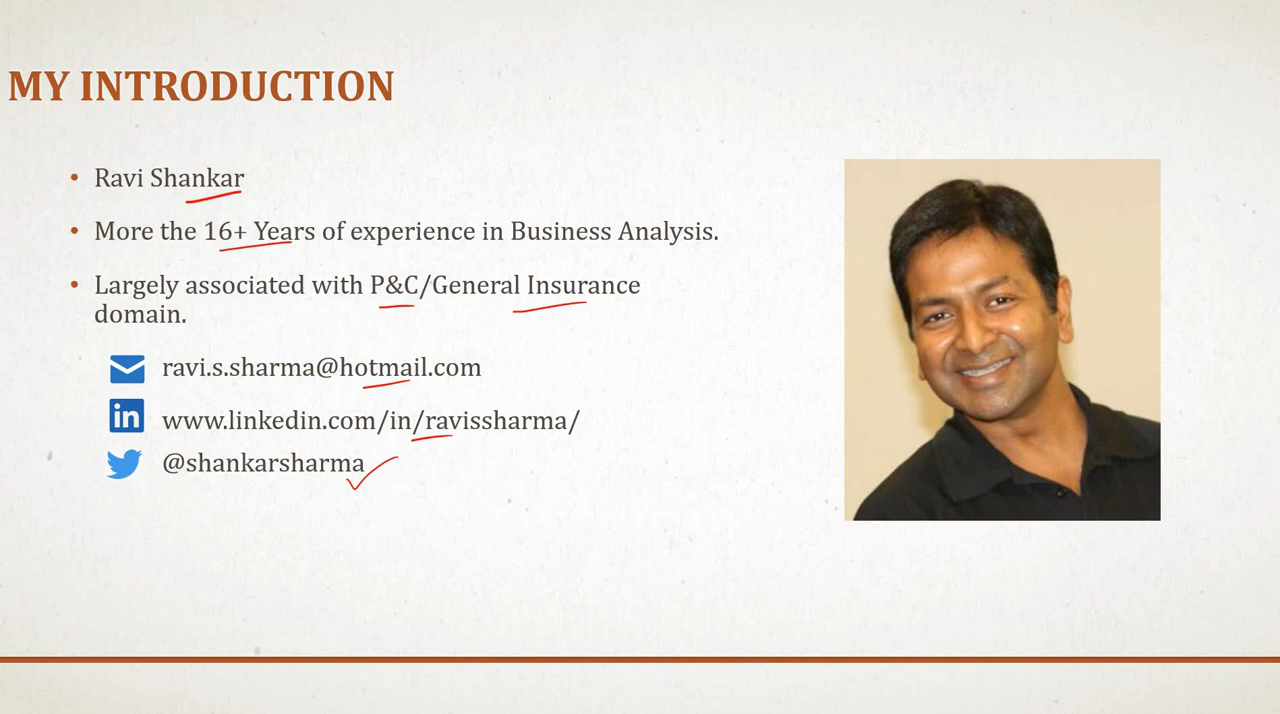 MY INTRODUCTION
• Ravi Shankar
• More the 16+ Years of experience in Business Analysis.
• Largely associated with P&C/General Insurance
domain.
ravi.s.sharma@hotmail.com
in www.linkedin.com/in/ravissharma/
@shankarsharma